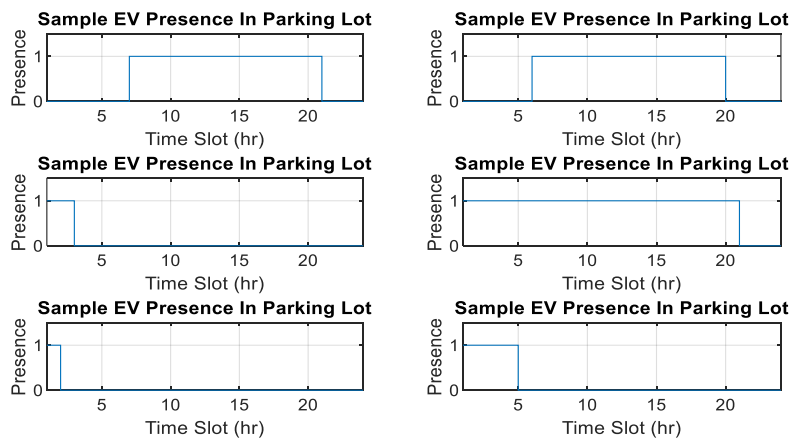 Sample EV Presence In Parking Lot
Presence
1
0
5 10 15 20
Time Slot (hr)
Sample EV Presence In Parking Lot
Presence
1
0
5 10 15 20
Time Slot (hr)
Sample EV Presence In Parking Lot
Presence
1
0
5 10 15 20
Time Slot (hr)
Sample EV Presence In Parking Lot
Presence
1
0
5 10 15 20
Time Slot (hr)
Sample EV Presence In Parking Lot
Presence
1
0
5 10 15 20
Time Slot (hr)
Sample EV Presence In Parking Lot
Presence
1
0
5 10 15 20
Time Slot (hr)